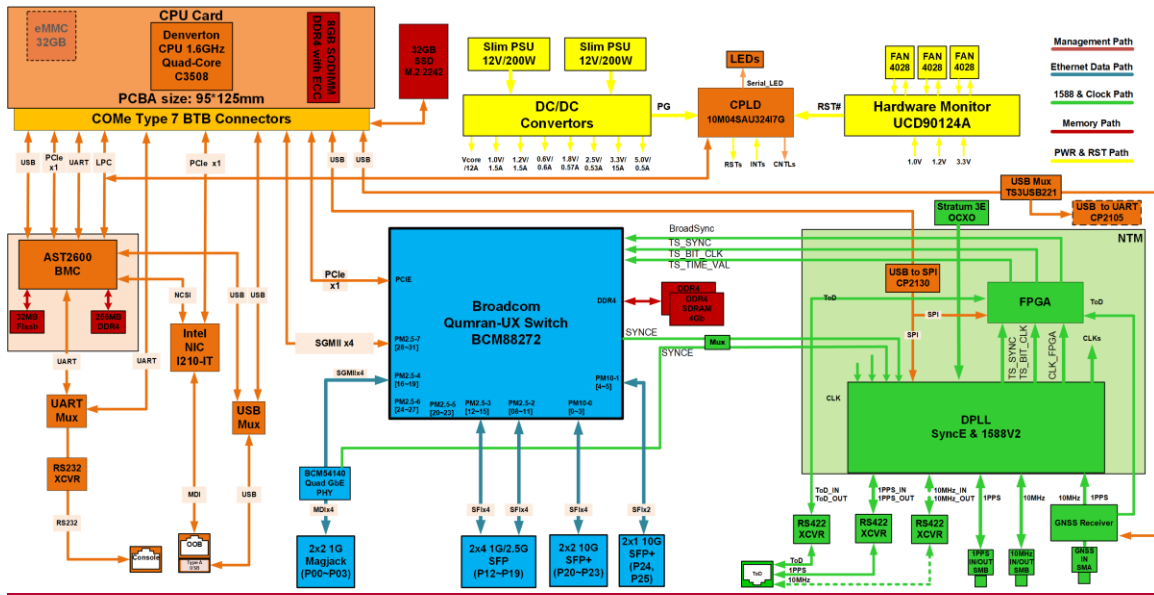 CPU Card
eMMC
32GB
Denverton
CPU 1.6GHz
Quad-Core
C3508
8GB SODIMM
DDR4 with ECC
PCBA size: 95*125mm
COMe Type 7 BTB Connectors
32GB
SSD
M.2 2242
Slim PSU
12V/200W
Slim PSU
12V/200W
DC/DC
Convertors
Vcore
/12A
1.0V/
1.5A
1.2V/
1.5A
0.6V/
0.6A
1.8V/
0.57A
2.5V/
0.53A
3.3V/
15A
5.0V/
0.5A
PG
LEDs
Serial_LED
CPLD
10M04SAU324I7G
RSTs
INTs
CNTLs
RST#
FAN
4028
FAN
4028
FAN
4028
Hardware Monitor
UCD90124A
1.0V
1.2V
3.3V
Management Path
Ethernet Data Path
1588 & Clock Path
Memory Path
PWR & RST Path
USB
PCIe
x1
UART
LPC
UART
PCIe x1
USB
USB
USB Mux
TS3USB221
USB to UART
CP2105
AST2600
BMC
32MB
Flash
256MB
DDR4
NCSI
Intel
NIC
I210-IT
USB
USB
UART
UART
Mux
USB
Mux
RS232
XCVR
RS232
MDI
USB
Console
OOB
Type A
USB
PCIe
x1
SGMII x4
SGMIIx4
Broadcom
Qumran-UX Switch
BCM88272
PCIE
DDR4
PM2.5-7
[28~31]
PM2.5-4
[16~19]
PM2.5-6
[24~27]
PM2.5-5
[20~23]
PM2.5-3
[12~15]
PM2.5-2
[08~11]
PM10-0
[0~3]
PM10-1
[4~5]
DDR4
DDR4
SDRAM
4Gb
BCM54140
Quad GbE
PHY
MDIx4
SFIx4
SFIx4
SFIx4
SFIx2
2x2 1G
Magjack
(P00~P03)
2x4 1G/2.5G
SFP
(P12~P19)
2x2 10G
SFP+
(P20~P23)
2x1 10G
SFP+
(P24,
P25)
BroadSync
TS_SYNC
TS_BIT_CLK
TS_TIME_VAL
SYNCE
SYNCE
Mux
Stratum 3E
OCXO
NTM
USB to SPI
CP2130
ToD
SPI
SPI
FPGA
ToD
TS_SYNC
TS_BIT_CLK
CLK_FPGA
CLKs
CLK
DPLL
SyncE & 1588V2
ToD_IN
ToD_OUT
1PPS_IN
1PPS_OUT
10MHz_IN
10MHz_OUT
1PPS
10MHz
10MHz
1PPS
RS422
XCVR
RS422
XCVR
RS422
XCVR
GNSS Receiver
ToD
1PPS
10MHz
ToD
1PPS
IN/OUT
SMB
10MHz
IN/OUT
SMB
GNSS
IN
SMA